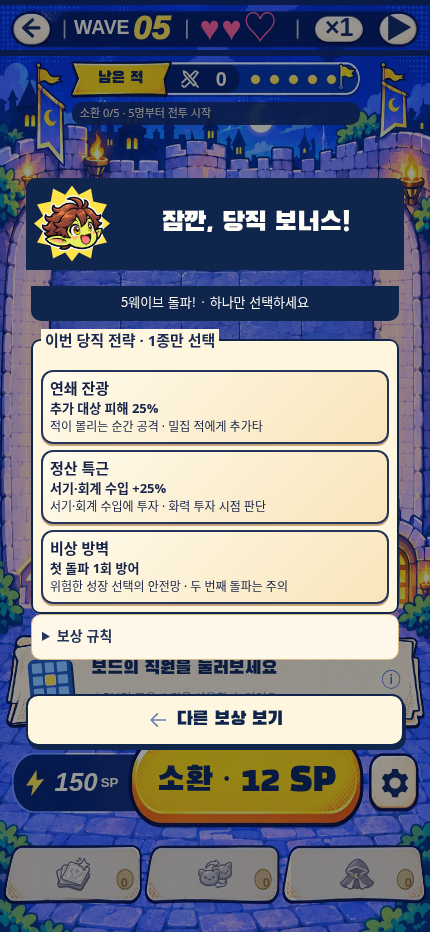 WAVE 05
×1
남은 적
0
소환 0/5 · 5명부터 전투 시작
잠깐, 당직 보너스!
5웨이브 돌파! · 하나만 선택하세요
이번 당직 전략 · 1종만 선택
연쇄 잔광
추가 대상 피해 25%
적이 몰리는 순간 공격 · 밀집 적에게 추가타
정산 특근
서기·회계 수입 +25%
서기·회계 수입에 투자 · 화력 투자 시점 판단
비상 방벽
첫 돌파 1회 방어
위험한 성장 선택의 안전망 · 두 번째 돌파는 주의
▶ 보상 규칙
보드의 직원을 눌러보세요
← 다른 보상 보기
150 SP
소환 · 12 SP
0
0
0